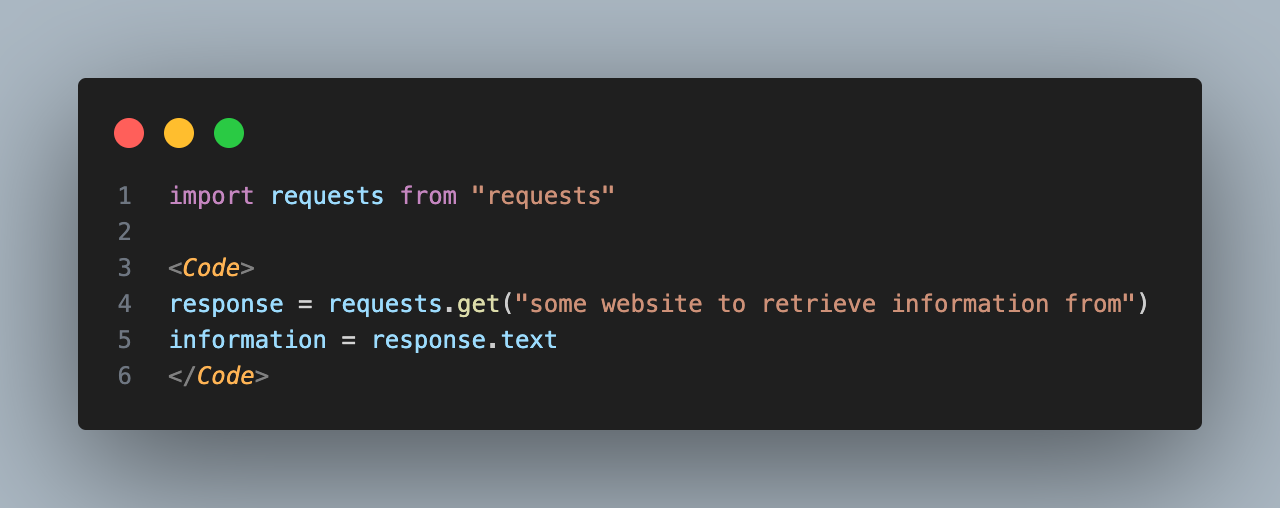 1 import requests from "requests"
2
3 <Code>
4 response = requests.get("some website to retrieve information from")
5 information = response.text
6 </Code>